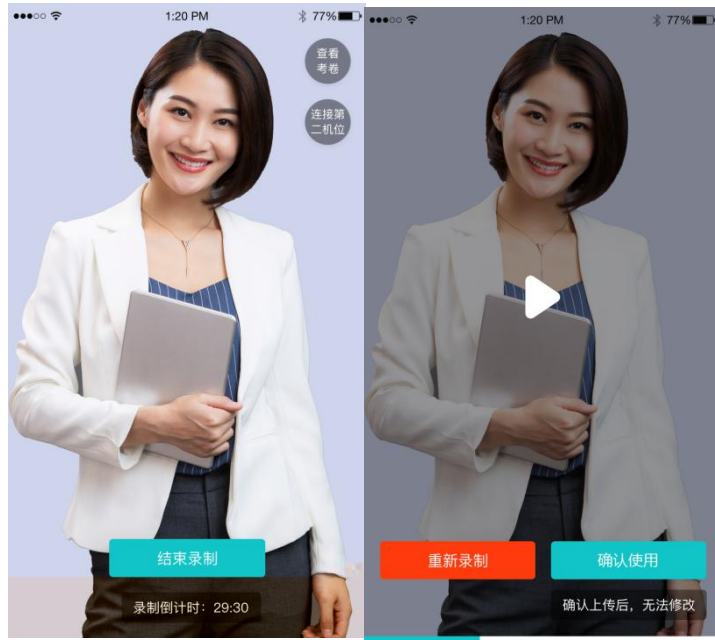 1:20 PM
77%
查看
考卷
连接第
二机位
结束录制
录制倒计时：29:30
1:20 PM
77%
重新录制
确认使用
确认上传后，无法修改